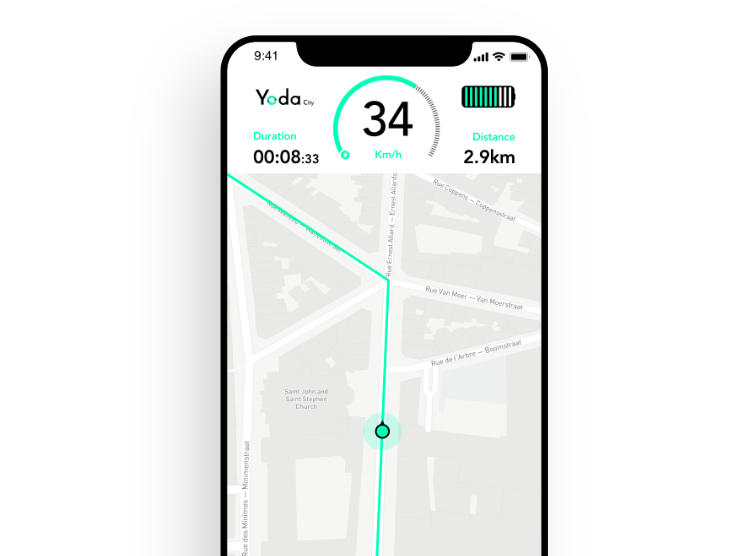 9:41
Yoda City
34
Km/h
Duration
00:08:33
Distance
2.9km
Rue Ernest Allard — Ernest Allards
Rue Coppens — Coppensstraat
Rue Van Moer — Van Moerstraat
Rue de l'Arbre — Boomstraat
Saint John and
Saint Stephen
Church
Rue des Minimes — Minimenstraat